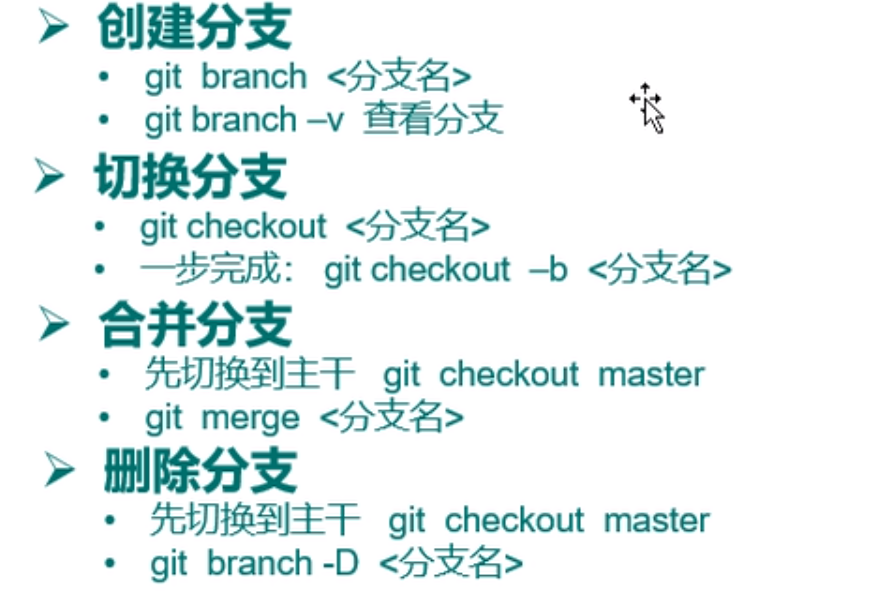 创建分支
git branch <分支名>
git branch –v 查看分支
切换分支
git checkout <分支名>
一步完成： git checkout –b <分支名>
合并分支
先切换到主干 git checkout master
git merge <分支名>
删除分支
先切换到主干 git checkout master
git branch -D <分支名>